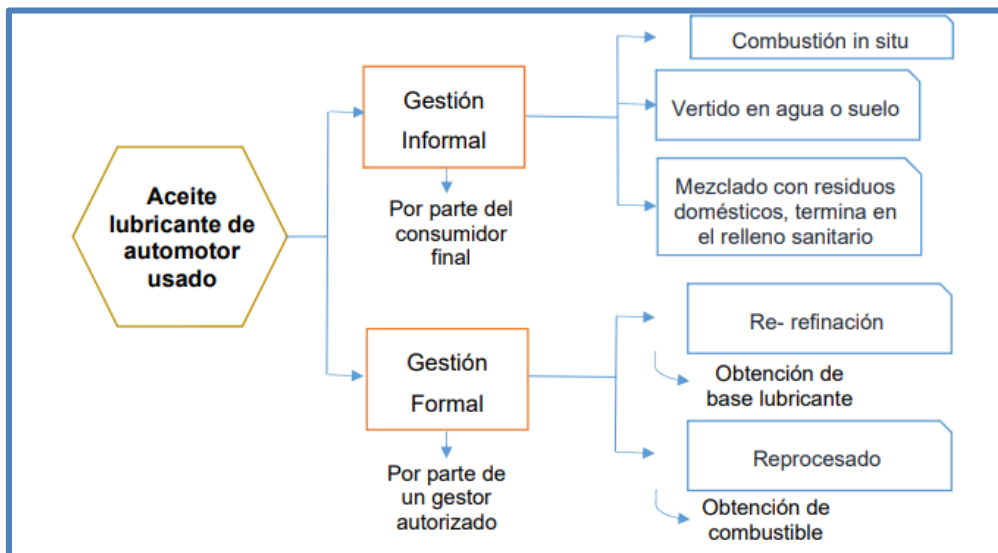 Aceite
lubricante de
automotor
usado
Gestión
Informal
Por parte del
consumidor
final
Combustión in situ
Vertido en agua o suelo
Mezclado con residuos
domésticos, termina en
el relleno sanitario
Gestión
Formal
Por parte de
un gestor
autorizado
Re- refinación
Obtención de
base lubricante
Reprocesado
Obtención de
combustible